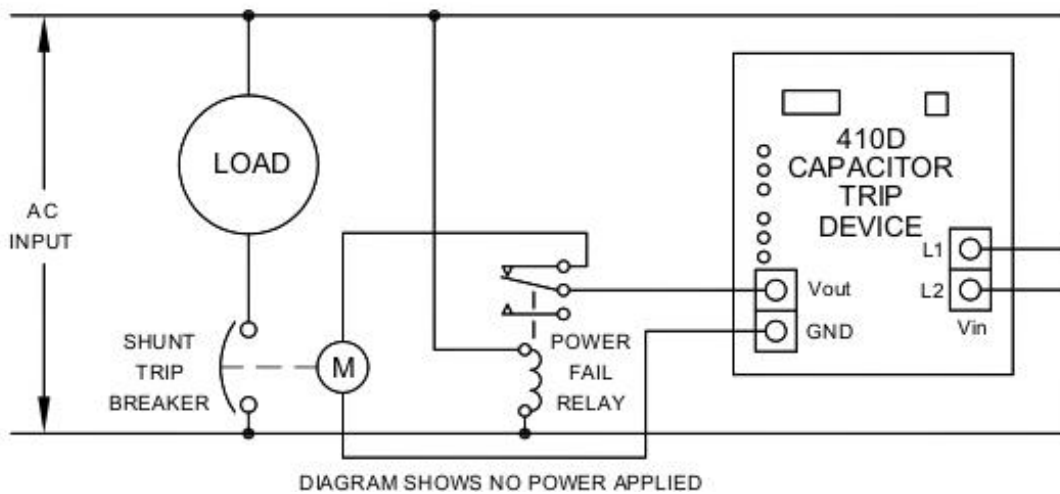 AC
INPUT
LOAD
SHUNT
TRIP
BREAKER
M
POWER
FAIL
RELAY
410D
CAPACITOR
TRIP
DEVICE
L1
L2
Vin
Vout
GND
DIAGRAM SHOWS NO POWER APPLIED